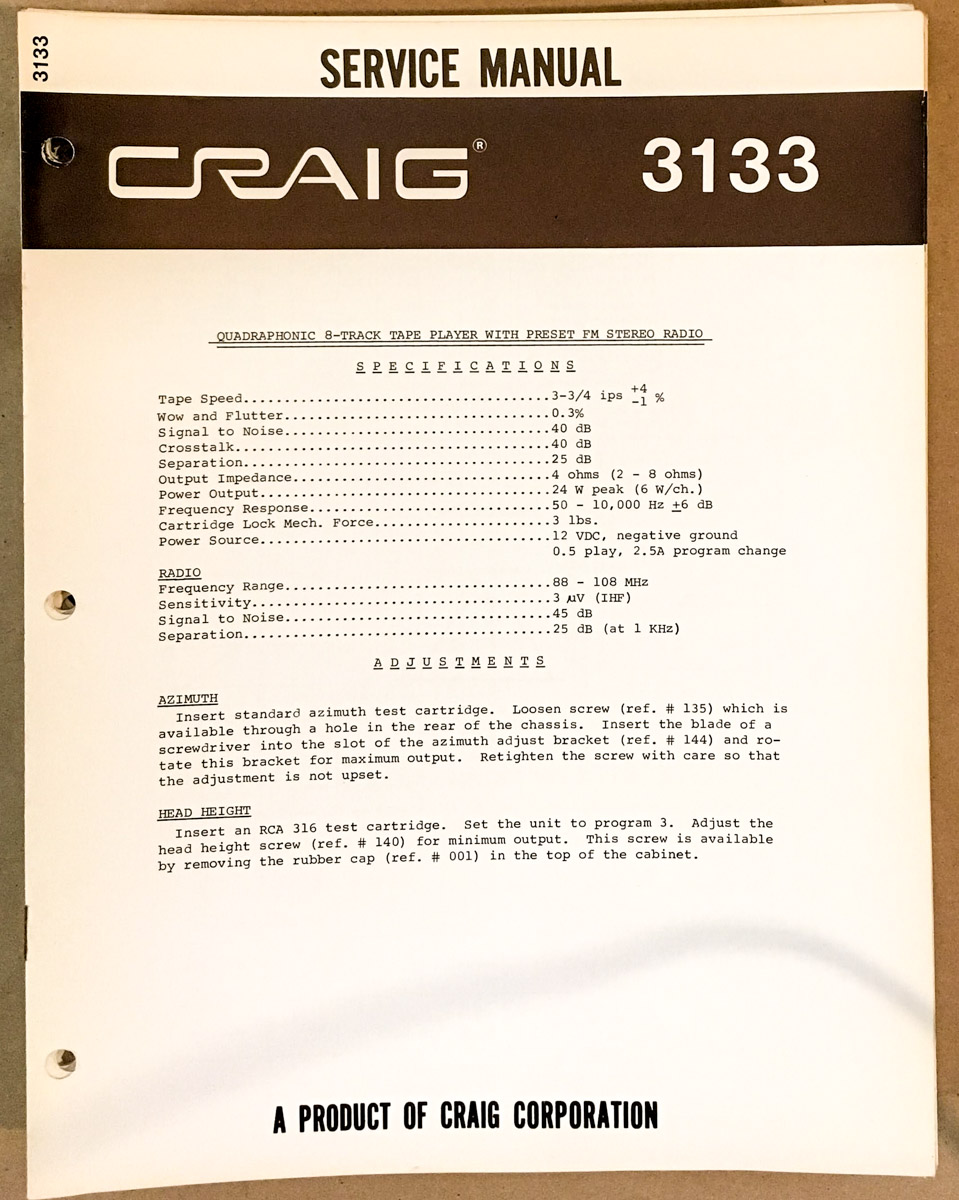 3133
SERVICE MANUAL
CRAIG® 3133
QUADRAPHONIC 8-TRACK TAPE PLAYER WITH PRESET FM STEREO RADIO
SPECIFICATIONS
Tape Speed.....................................3-3/4 ips +4 -1 %
Wow and Flutter................................0.3%
Signal to Noise................................40 dB
Crosstalk......................................40 dB
Separation.....................................25 dB
Output Impedance...............................4 ohms (2 - 8 ohms)
Power Output...................................24 W peak (6 W/ch.)
Frequency Response.............................50 - 10,000 Hz ±6 dB
Cartridge Lock Mech. Force.....................3 lbs.
Power Source...................................12 VDC, negative ground
0.5 play, 2.5A program change
RADIO
Frequency Range................................88 - 108 MHz
Sensitivity....................................3 μV (IHF)
Signal to Noise................................45 dB
Separation.....................................25 dB (at 1 KHz)
ADJUSTMENTS
AZIMUTH
Insert standard azimuth test cartridge. Loosen screw (ref. # 135) which is
available through a hole in the rear of the chassis. Insert the blade of a
screwdriver into the slot of the azimuth adjust bracket (ref. # 144) and ro-
tate this bracket for maximum output. Retighten the screw with care so that
the adjustment is not upset.
HEAD HEIGHT
Insert an RCA 316 test cartridge. Set the unit to program 3. Adjust the
head height screw (ref. # 140) for minimum output. This screw is available
by removing the rubber cap (ref. # 001) in the top of the cabinet.
A PRODUCT OF CRAIG CORPORATION